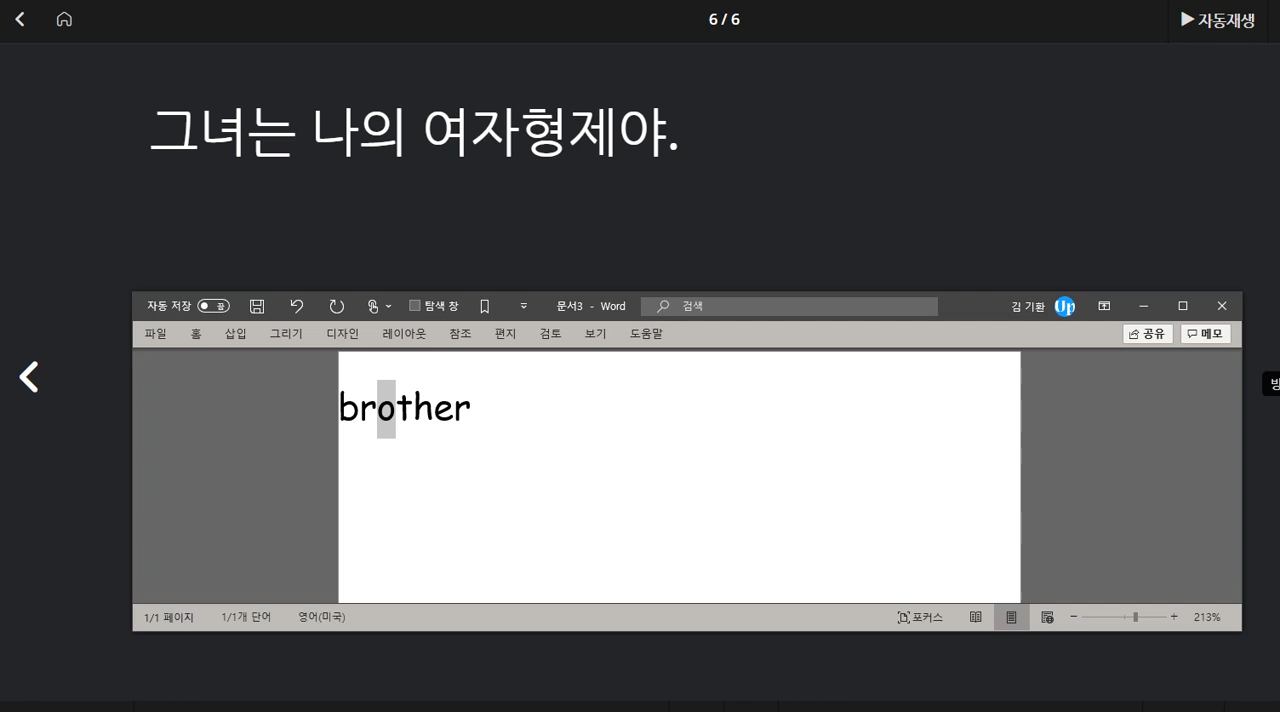 6 / 6
▶ 자동재생
그녀는 나의 여자형제야.
자동 저장 끔 탐색 창 문서3 - Word 검색 김 기환 Up
파일 홈 삽입 그리기 디자인 레이아웃 참조 편지 검토 보기 도움말 공유 메모
brother
1/1 페이지 1/1개 단어 영어(미국) 포커스 213%